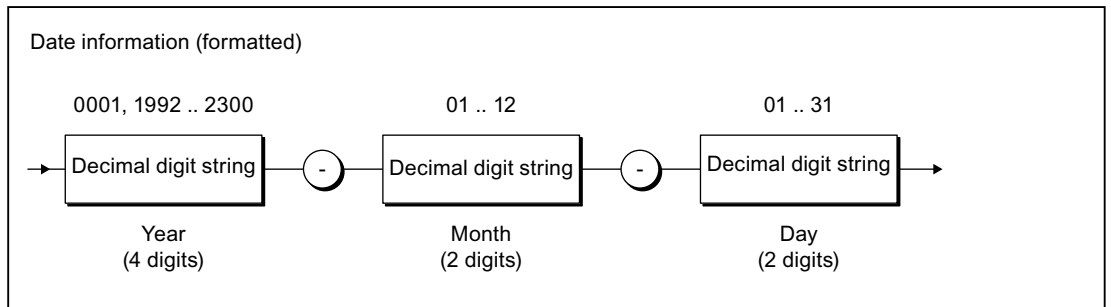 Date information (formatted)
0001, 1992 .. 2300
01 .. 12
01 .. 31
Decimal digit string
-
Decimal digit string
-
Decimal digit string
Year
(4 digits)
Month
(2 digits)
Day
(2 digits)